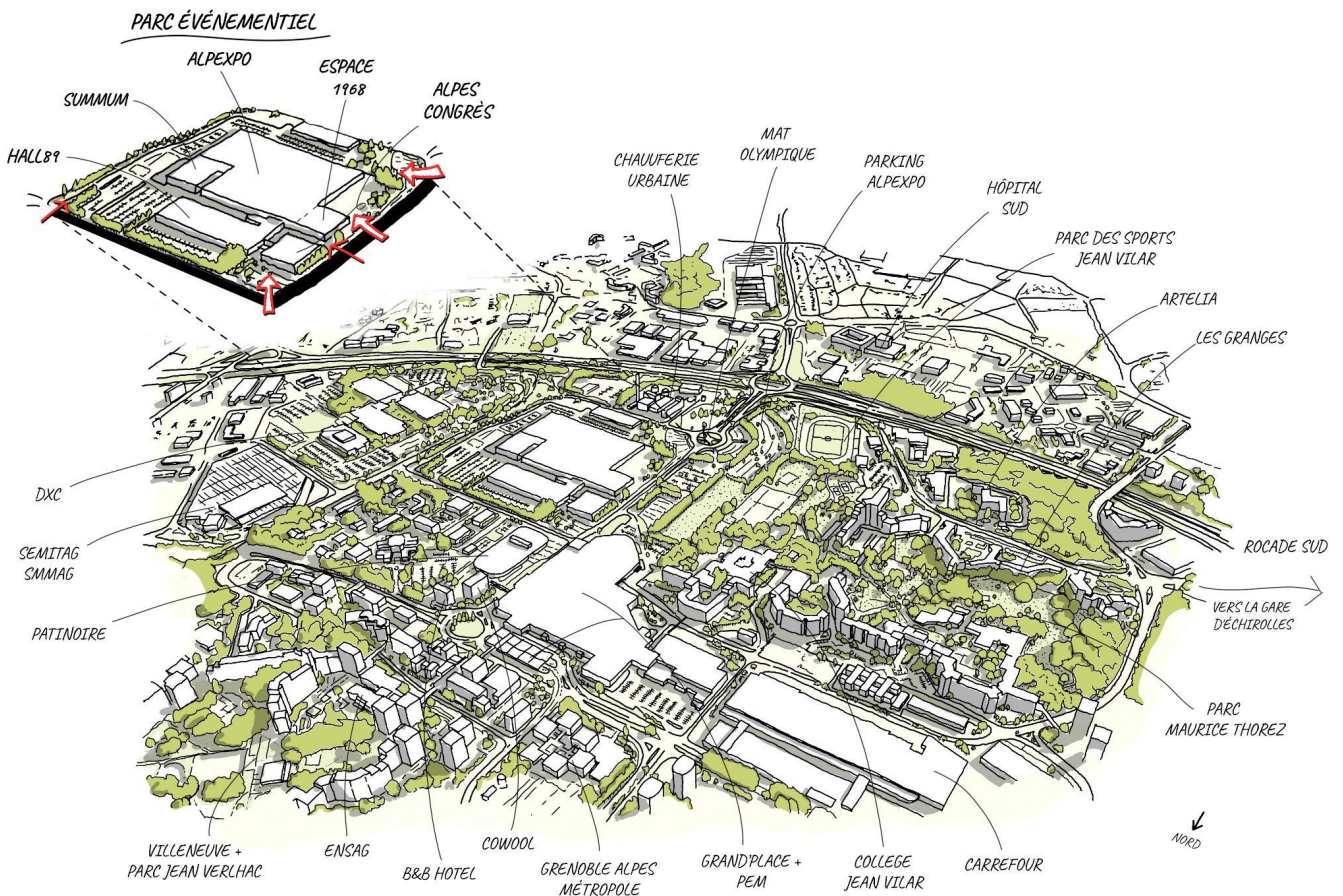 PARC ÉVÉNEMENTIEL
ALPEXPO
ESPACE
1968
SUMMUM
ALPES
CONGRÈS
HALL89
MAT
OLYMPIQUE
CHAUUFERIE
URBAINE
PARKING
ALPEXPO
HÔPITAL
SUD
PARC DES SPORTS
JEAN VILAR
ARTELIA
LES GRANGES
DXC
SEMITAG
SMMAG
PATINOIRE
ROCADE SUD
VERS LA GARE
D'ÉCHIROLLES
PARC
MAURICE THOREZ
NORD
VILLENEUVE +
PARC JEAN VERLHAC
ENSAG
B&B HOTEL
COWOOL
GRENOBLE ALPES
MÉTROPOLE
GRAND'PLACE +
PEM
COLLEGE
JEAN VILAR
CARREFOUR